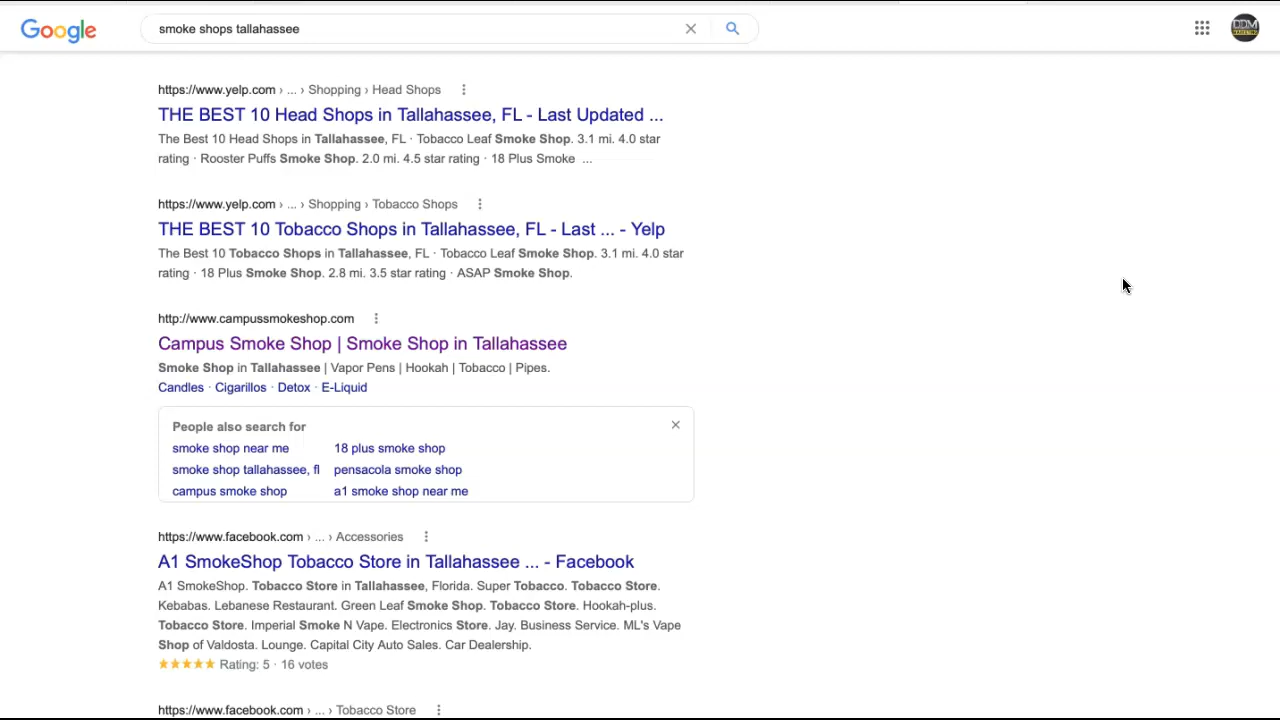 Google
smoke shops tallahassee
DDM
MARKETING
https://www.yelp.com › ... › Shopping › Head Shops
THE BEST 10 Head Shops in Tallahassee, FL - Last Updated ...
The Best 10 Head Shops in Tallahassee, FL · Tobacco Leaf Smoke Shop. 3.1 mi. 4.0 star
rating · Rooster Puffs Smoke Shop. 2.0 mi. 4.5 star rating · 18 Plus Smoke ...
https://www.yelp.com › ... › Shopping › Tobacco Shops
THE BEST 10 Tobacco Shops in Tallahassee, FL - Last ... - Yelp
The Best 10 Tobacco Shops in Tallahassee, FL · Tobacco Leaf Smoke Shop. 3.1 mi. 4.0 star
rating · 18 Plus Smoke Shop. 2.8 mi. 3.5 star rating · ASAP Smoke Shop.
http://www.campussmokeshop.com
Campus Smoke Shop | Smoke Shop in Tallahassee
Smoke Shop in Tallahassee | Vapor Pens | Hookah | Tobacco | Pipes.
Candles · Cigarillos · Detox · E-Liquid
People also search for
smoke shop near me 18 plus smoke shop
smoke shop tallahassee, fl pensacola smoke shop
campus smoke shop a1 smoke shop near me
https://www.facebook.com › ... › Accessories
A1 SmokeShop Tobacco Store in Tallahassee ... - Facebook
A1 SmokeShop. Tobacco Store in Tallahassee, Florida. Super Tobacco. Tobacco Store.
Kebabas. Lebanese Restaurant. Green Leaf Smoke Shop. Tobacco Store. Hookah-plus.
Tobacco Store. Imperial Smoke N Vape. Electronics Store. Jay. Business Service. ML's Vape
Shop of Valdosta. Lounge. Capital City Auto Sales. Car Dealership.
Rating: 5 · 16 votes
https://www.facebook.com › ... › Tobacco Store